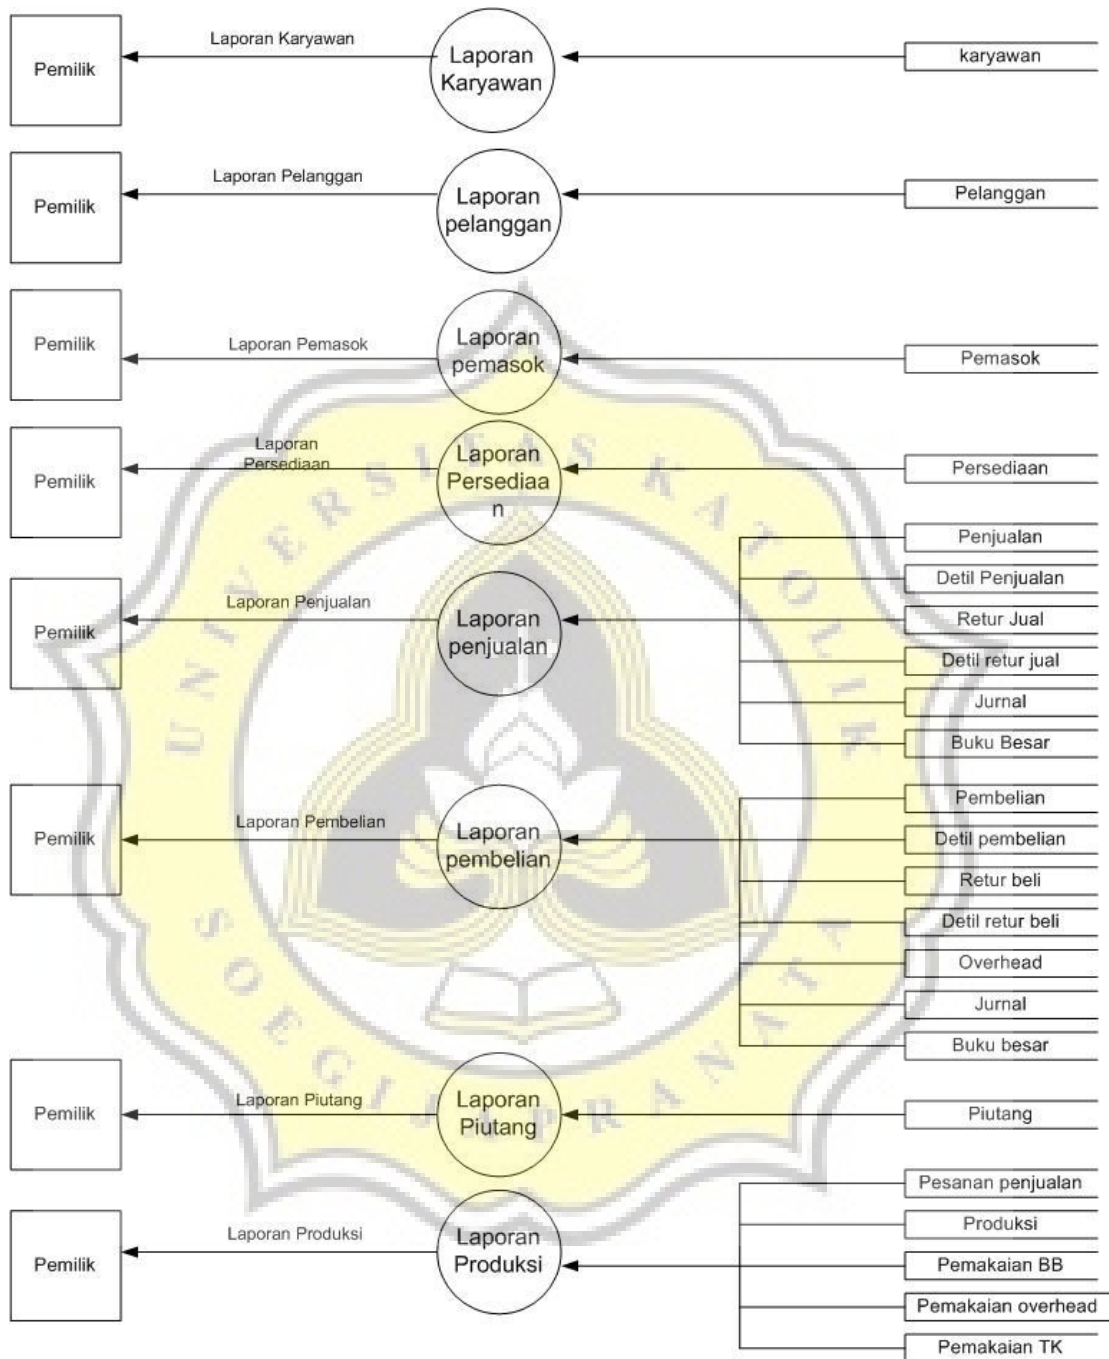 Laporan Karyawan
Pemilik
Laporan
Karyawan
karyawan
Laporan Pelanggan
Pemilik
Laporan
pelanggan
Pelanggan
Laporan Pemasok
Pemilik
Laporan
pemasok
Pemasok
Laporan
Persediaan
Pemilik
Laporan
Persediaa
n
Persediaan
Laporan Penjualan
Pemilik
Laporan
penjualan
Penjualan
Detil Penjualan
Retur Jual
Detil retur jual
Jurnal
Buku Besar
Laporan Pembelian
Pemilik
Laporan
pembelian
Pembelian
Detil pembelian
Retur beli
Detil retur beli
Overhead
Jurnal
Buku besar
Laporan Piutang
Pemilik
Laporan
Piutang
Piutang
Laporan Produksi
Pemilik
Laporan
Produksi
Pesanan penjualan
Produksi
Pemakaian BB
Pemakaian overhead
Pemakaian TK
UNIVERSITAS KATOLIK
SOEGIJAPRANATA